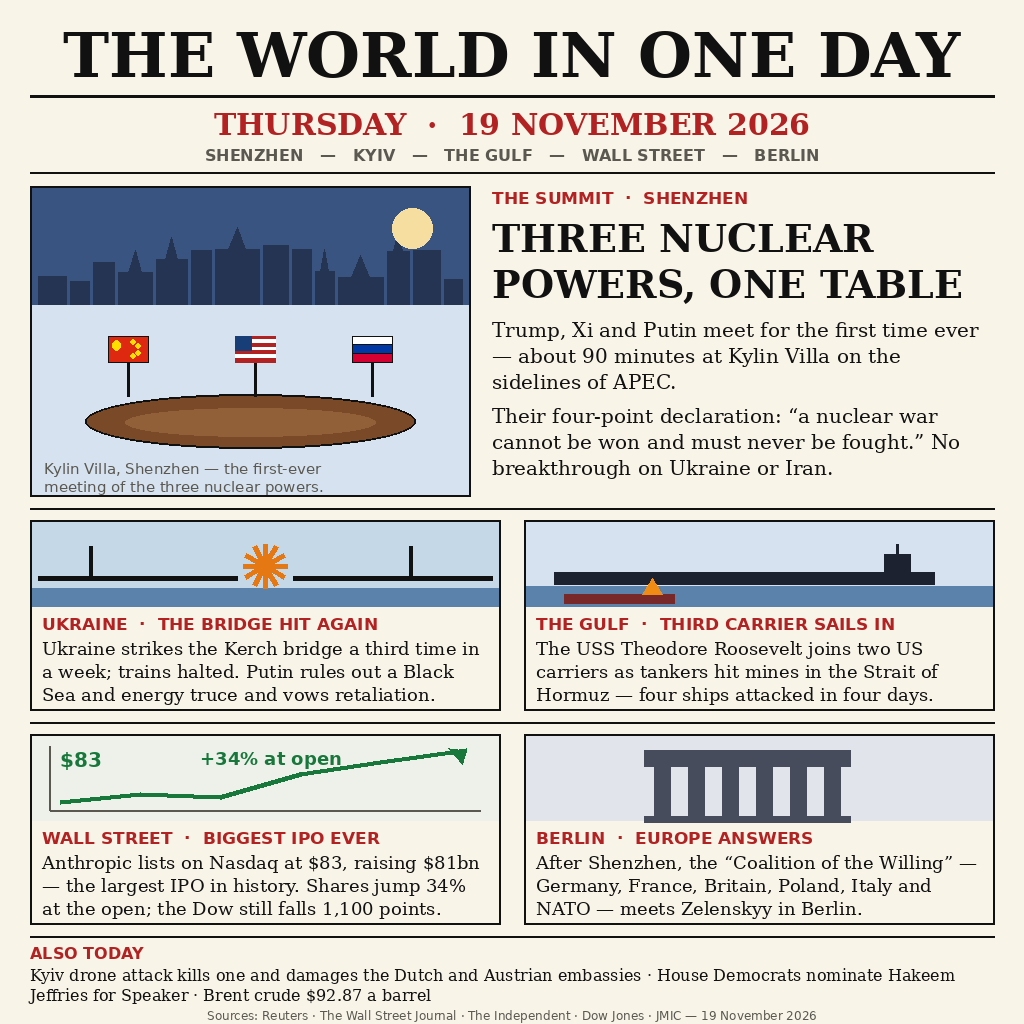 THE WORLD IN ONE DAY
THURSDAY · 19 NOVEMBER 2026
SHENZHEN — KYIV — THE GULF — WALL STREET — BERLIN
Kylin Villa, Shenzhen — the first-ever
meeting of the three nuclear powers.
THE SUMMIT · SHENZHEN
THREE NUCLEAR
POWERS, ONE TABLE
Trump, Xi and Putin meet for the first time ever
— about 90 minutes at Kylin Villa on the
sidelines of APEC.
Their four-point declaration: “a nuclear war
cannot be won and must never be fought.” No
breakthrough on Ukraine or Iran.
UKRAINE · THE BRIDGE HIT AGAIN
Ukraine strikes the Kerch bridge a third time in
a week; trains halted. Putin rules out a Black
Sea and energy truce and vows retaliation.
THE GULF · THIRD CARRIER SAILS IN
The USS Theodore Roosevelt joins two US
carriers as tankers hit mines in the Strait of
Hormuz — four ships attacked in four days.
$83
+34% at open
WALL STREET · BIGGEST IPO EVER
Anthropic lists on Nasdaq at $83, raising $81bn
— the largest IPO in history. Shares jump 34%
at the open; the Dow still falls 1,100 points.
BERLIN · EUROPE ANSWERS
After Shenzhen, the “Coalition of the Willing” —
Germany, France, Britain, Poland, Italy and
NATO — meets Zelenskyy in Berlin.
ALSO TODAY
Kyiv drone attack kills one and damages the Dutch and Austrian embassies · House Democrats nominate Hakeem
Jeffries for Speaker · Brent crude $92.87 a barrel
Sources: Reuters · The Wall Street Journal · The Independent · Dow Jones · JMIC — 19 November 2026